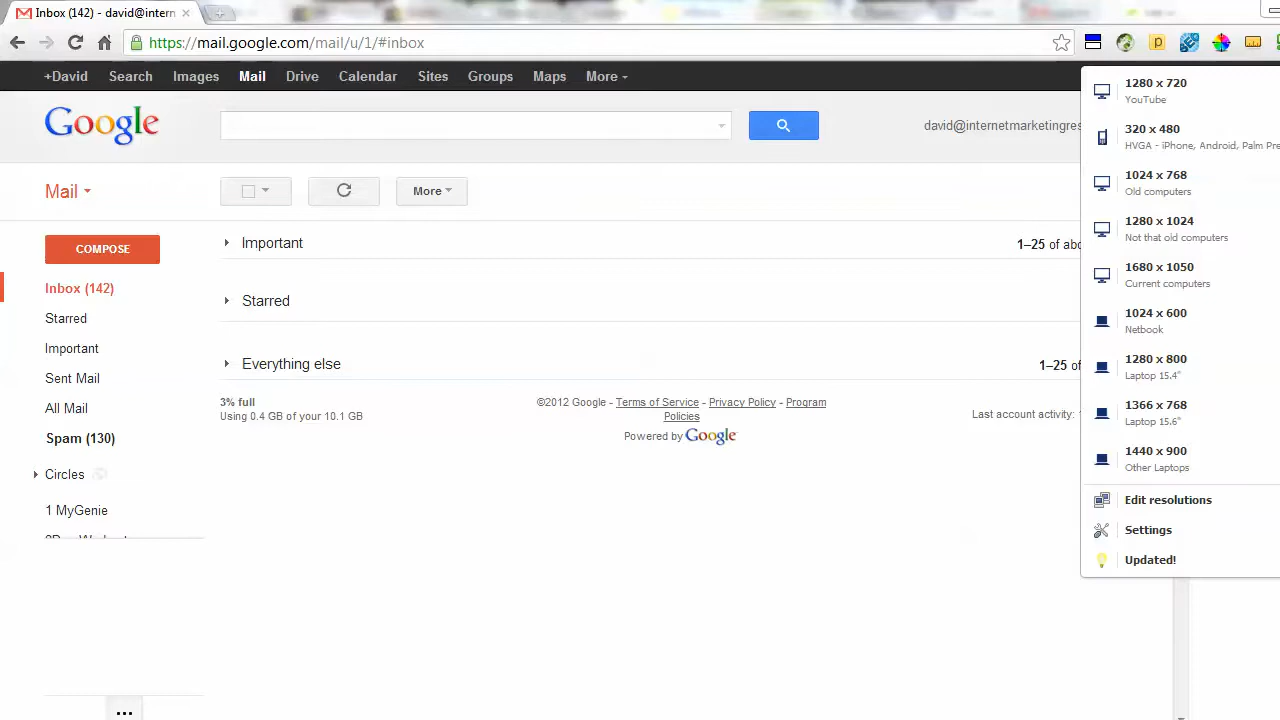 Inbox (142) - david@intern
https://mail.google.com/mail/u/1/#inbox
+David Search Images Mail Drive Calendar Sites Groups Maps More
Google
david@internetmarketingres
Mail
More
COMPOSE
Inbox (142)
Starred
Important
Sent Mail
All Mail
Spam (130)
Circles
1 MyGenie
Important
1–25 of abo
Starred
Everything else
1–25 of
3% full
Using 0.4 GB of your 10.1 GB
©2012 Google - Terms of Service - Privacy Policy - Program
Policies
Powered by Google
Last account activity:
1280 x 720
YouTube
320 x 480
HVGA - iPhone, Android, Palm Pre
1024 x 768
Old computers
1280 x 1024
Not that old computers
1680 x 1050
Current computers
1024 x 600
Netbook
1280 x 800
Laptop 15.4"
1366 x 768
Laptop 15.6"
1440 x 900
Other Laptops
Edit resolutions
Settings
Updated!